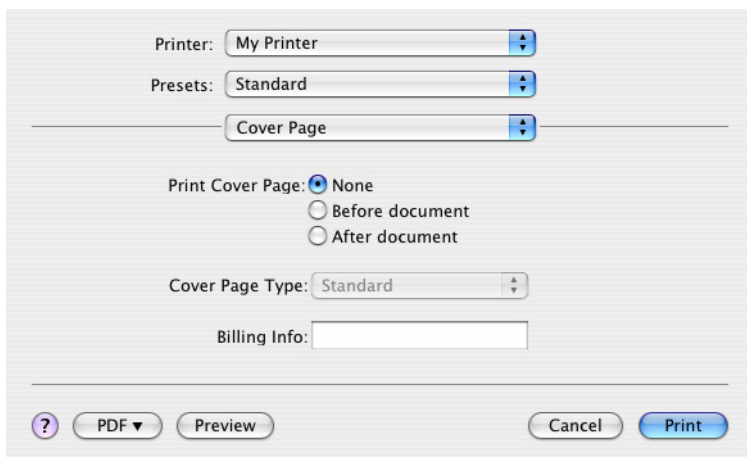 Printer: My Printer
Presets: Standard
Cover Page
Print Cover Page: None
Before document
After document
Cover Page Type: Standard
Billing Info:
? PDF ▼ Preview Cancel Print